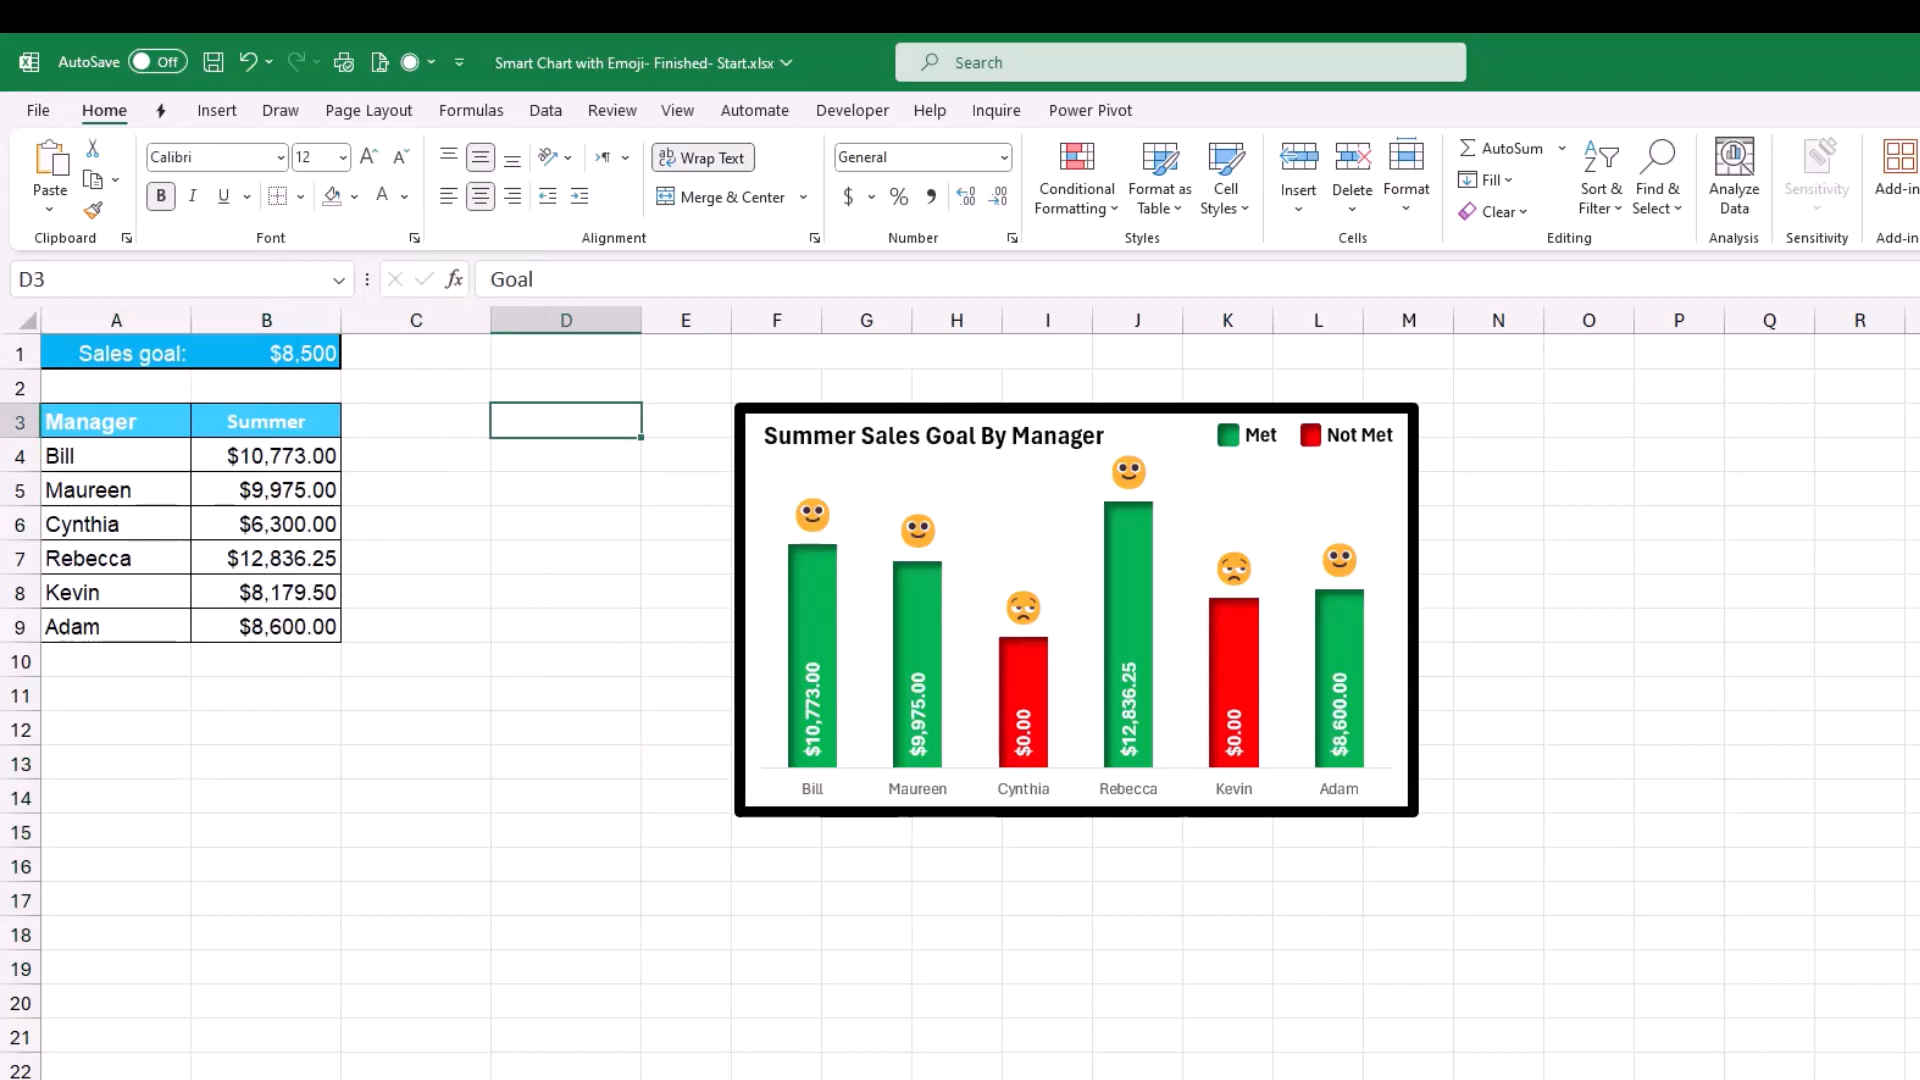 AutoSave Off Smart Chart with Emoji- Finished- Start.xlsx Search
File Home Insert Draw Page Layout Formulas Data Review View Automate Developer Help Inquire Power Pivot
Paste
Clipboard
Calibri 12
B I U A
Font
Wrap Text
Merge & Center
Alignment
General
$ % 9
Number
Conditional Formatting
Format as Table
Cell Styles
Styles
Insert Delete Format
Cells
AutoSum
Fill
Clear
Sort & Filter
Find & Select
Editing
Analyze Data
Analysis
Sensitivity
Sensitivity
Add-in
Add-in
D3 fx Goal
A B C D E F G H I J K L M N O P Q R
1 Sales goal: $8,500
2
3 Manager Summer
4 Bill $10,773.00
5 Maureen $9,975.00
6 Cynthia $6,300.00
7 Rebecca $12,836.25
8 Kevin $8,179.50
9 Adam $8,600.00
10
11
12
13
14
15
16
17
18
19
20
21
22
Summer Sales Goal By Manager Met Not Met
$10,773.00 $9,975.00 $0.00 $12,836.25 $0.00 $8,600.00
Bill Maureen Cynthia Rebecca Kevin Adam